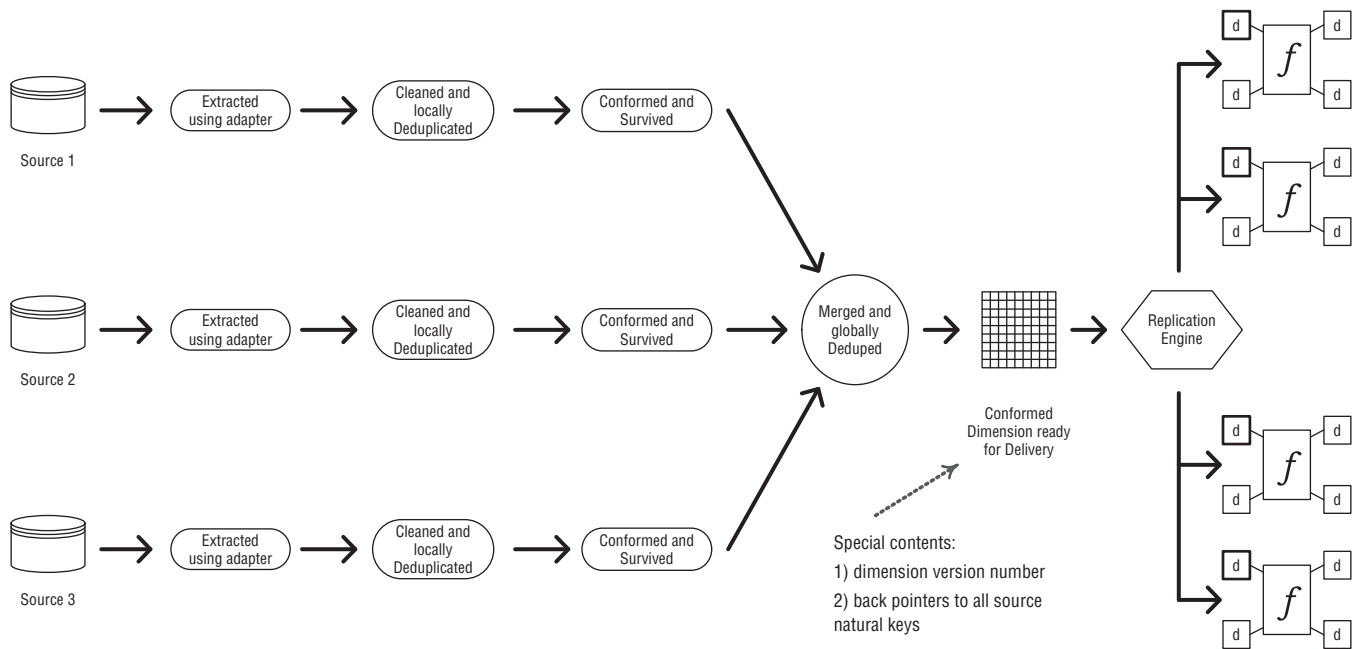 Extracted
using adapter
Cleaned and
locally
Deduplicated
Conformed and
Survived
Source 1
Extracted
using adapter
Cleaned and
locally
Deduplicated
Conformed and
Survived
Source 2
Extracted
using adapter
Cleaned and
locally
Deduplicated
Conformed and
Survived
Source 3
Merged and
globally
Deduped
Conformed
Dimension ready
for Delivery
Special contents:
1) dimension version number
2) back pointers to all source
natural keys
Replication
Engine
d
d
f
d
d
d
d
f
d
d
d
d
f
d
d
d
d
f
d
d